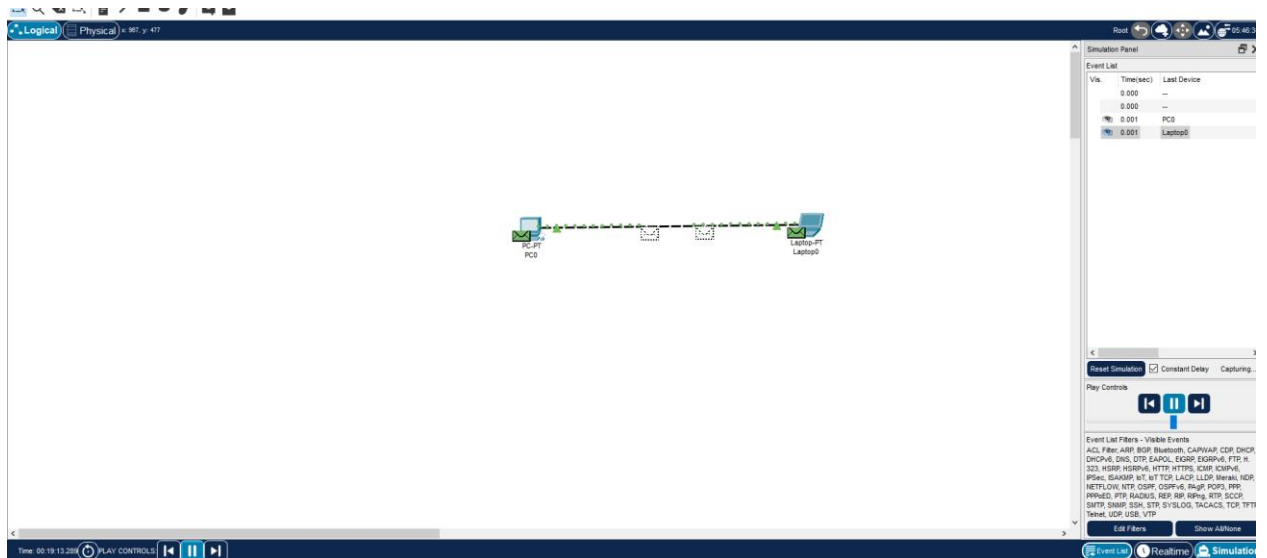 Logical Physical x: 987, y: 477 Root 05:46:3
Simulation Panel
Event List
Vis. Time(sec) Last Device
0.000 --
0.000 --
0.001 PC0
0.001 Laptop0
PC-PT
PC0
Laptop-PT
Laptop0
Reset Simulation Constant Delay Capturing...
Play Controls
Event List Filters - Visible Events
ACL Filter, ARP, BGP, Bluetooth, CAPWAP, CDP, DHCP,
DHCPv6, DNS, DTP, EAPOL, EIGRP, EIGRPv6, FTP, H.
323, HSRP, HSRPv6, HTTP, HTTPS, ICMP, ICMPv6,
IPSec, ISAKMP, IoT, IoT TCP, LACP, LLDP, Meraki, NDP,
NETFLOW, NTP, OSPF, OSPFv6, PAgP, POP3, PPP,
PPPoED, PTP, RADIUS, REP, RIP, RIPng, RTP, SCCP,
SMTP, SNMP, SSH, STP, SYSLOG, TACACS, TCP, TFT
Telnet, UDP, USB, VTP
Edit Filters Show All/None
Time: 00:19:13.289 PLAY CONTROLS: Event List Realtime Simulation